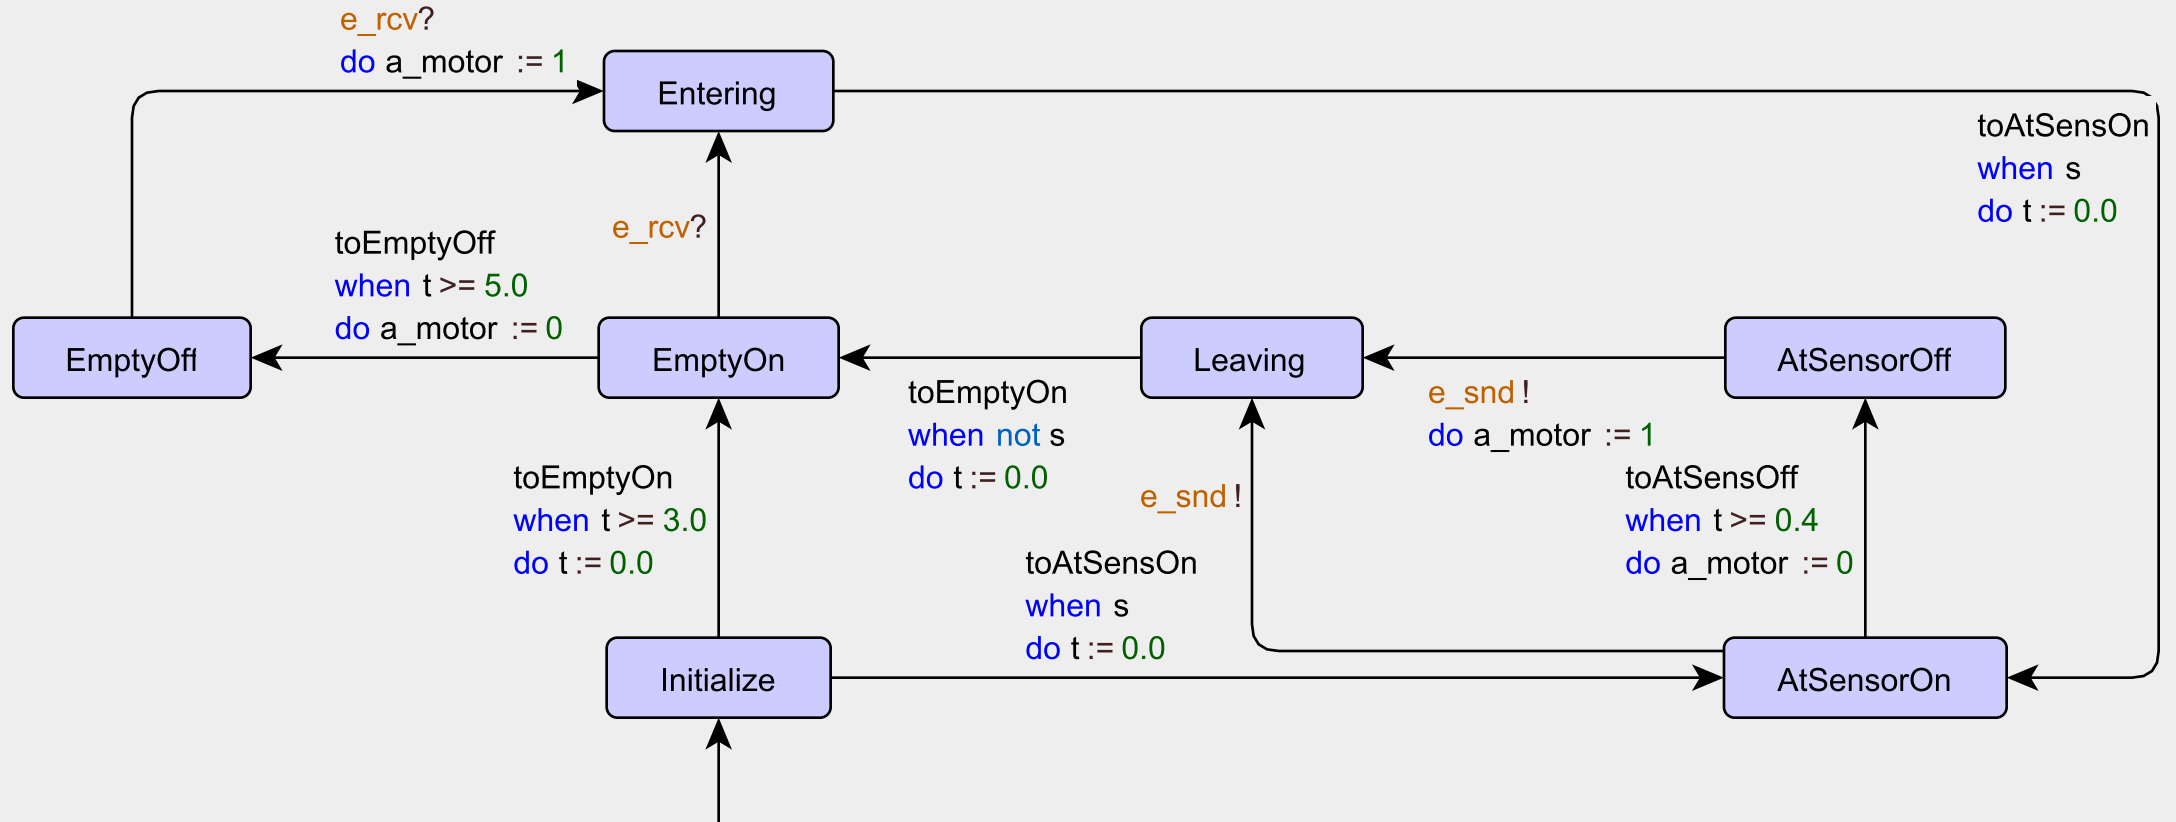 e_rcv?
do a_motor := 1
Entering
toAtSensOn
when s
do t := 0.0
e_rcv?
toEmptyOff
when t >= 5.0
do a_motor := 0
EmptyOff
EmptyOn
Leaving
AtSensorOff
toEmptyOn
when not s
do t := 0.0
e_snd!
do a_motor := 1
toEmptyOn
when t >= 3.0
do t := 0.0
e_snd!
toAtSensOff
when t >= 0.4
do a_motor := 0
toAtSensOn
when s
do t := 0.0
Initialize
AtSensorOn